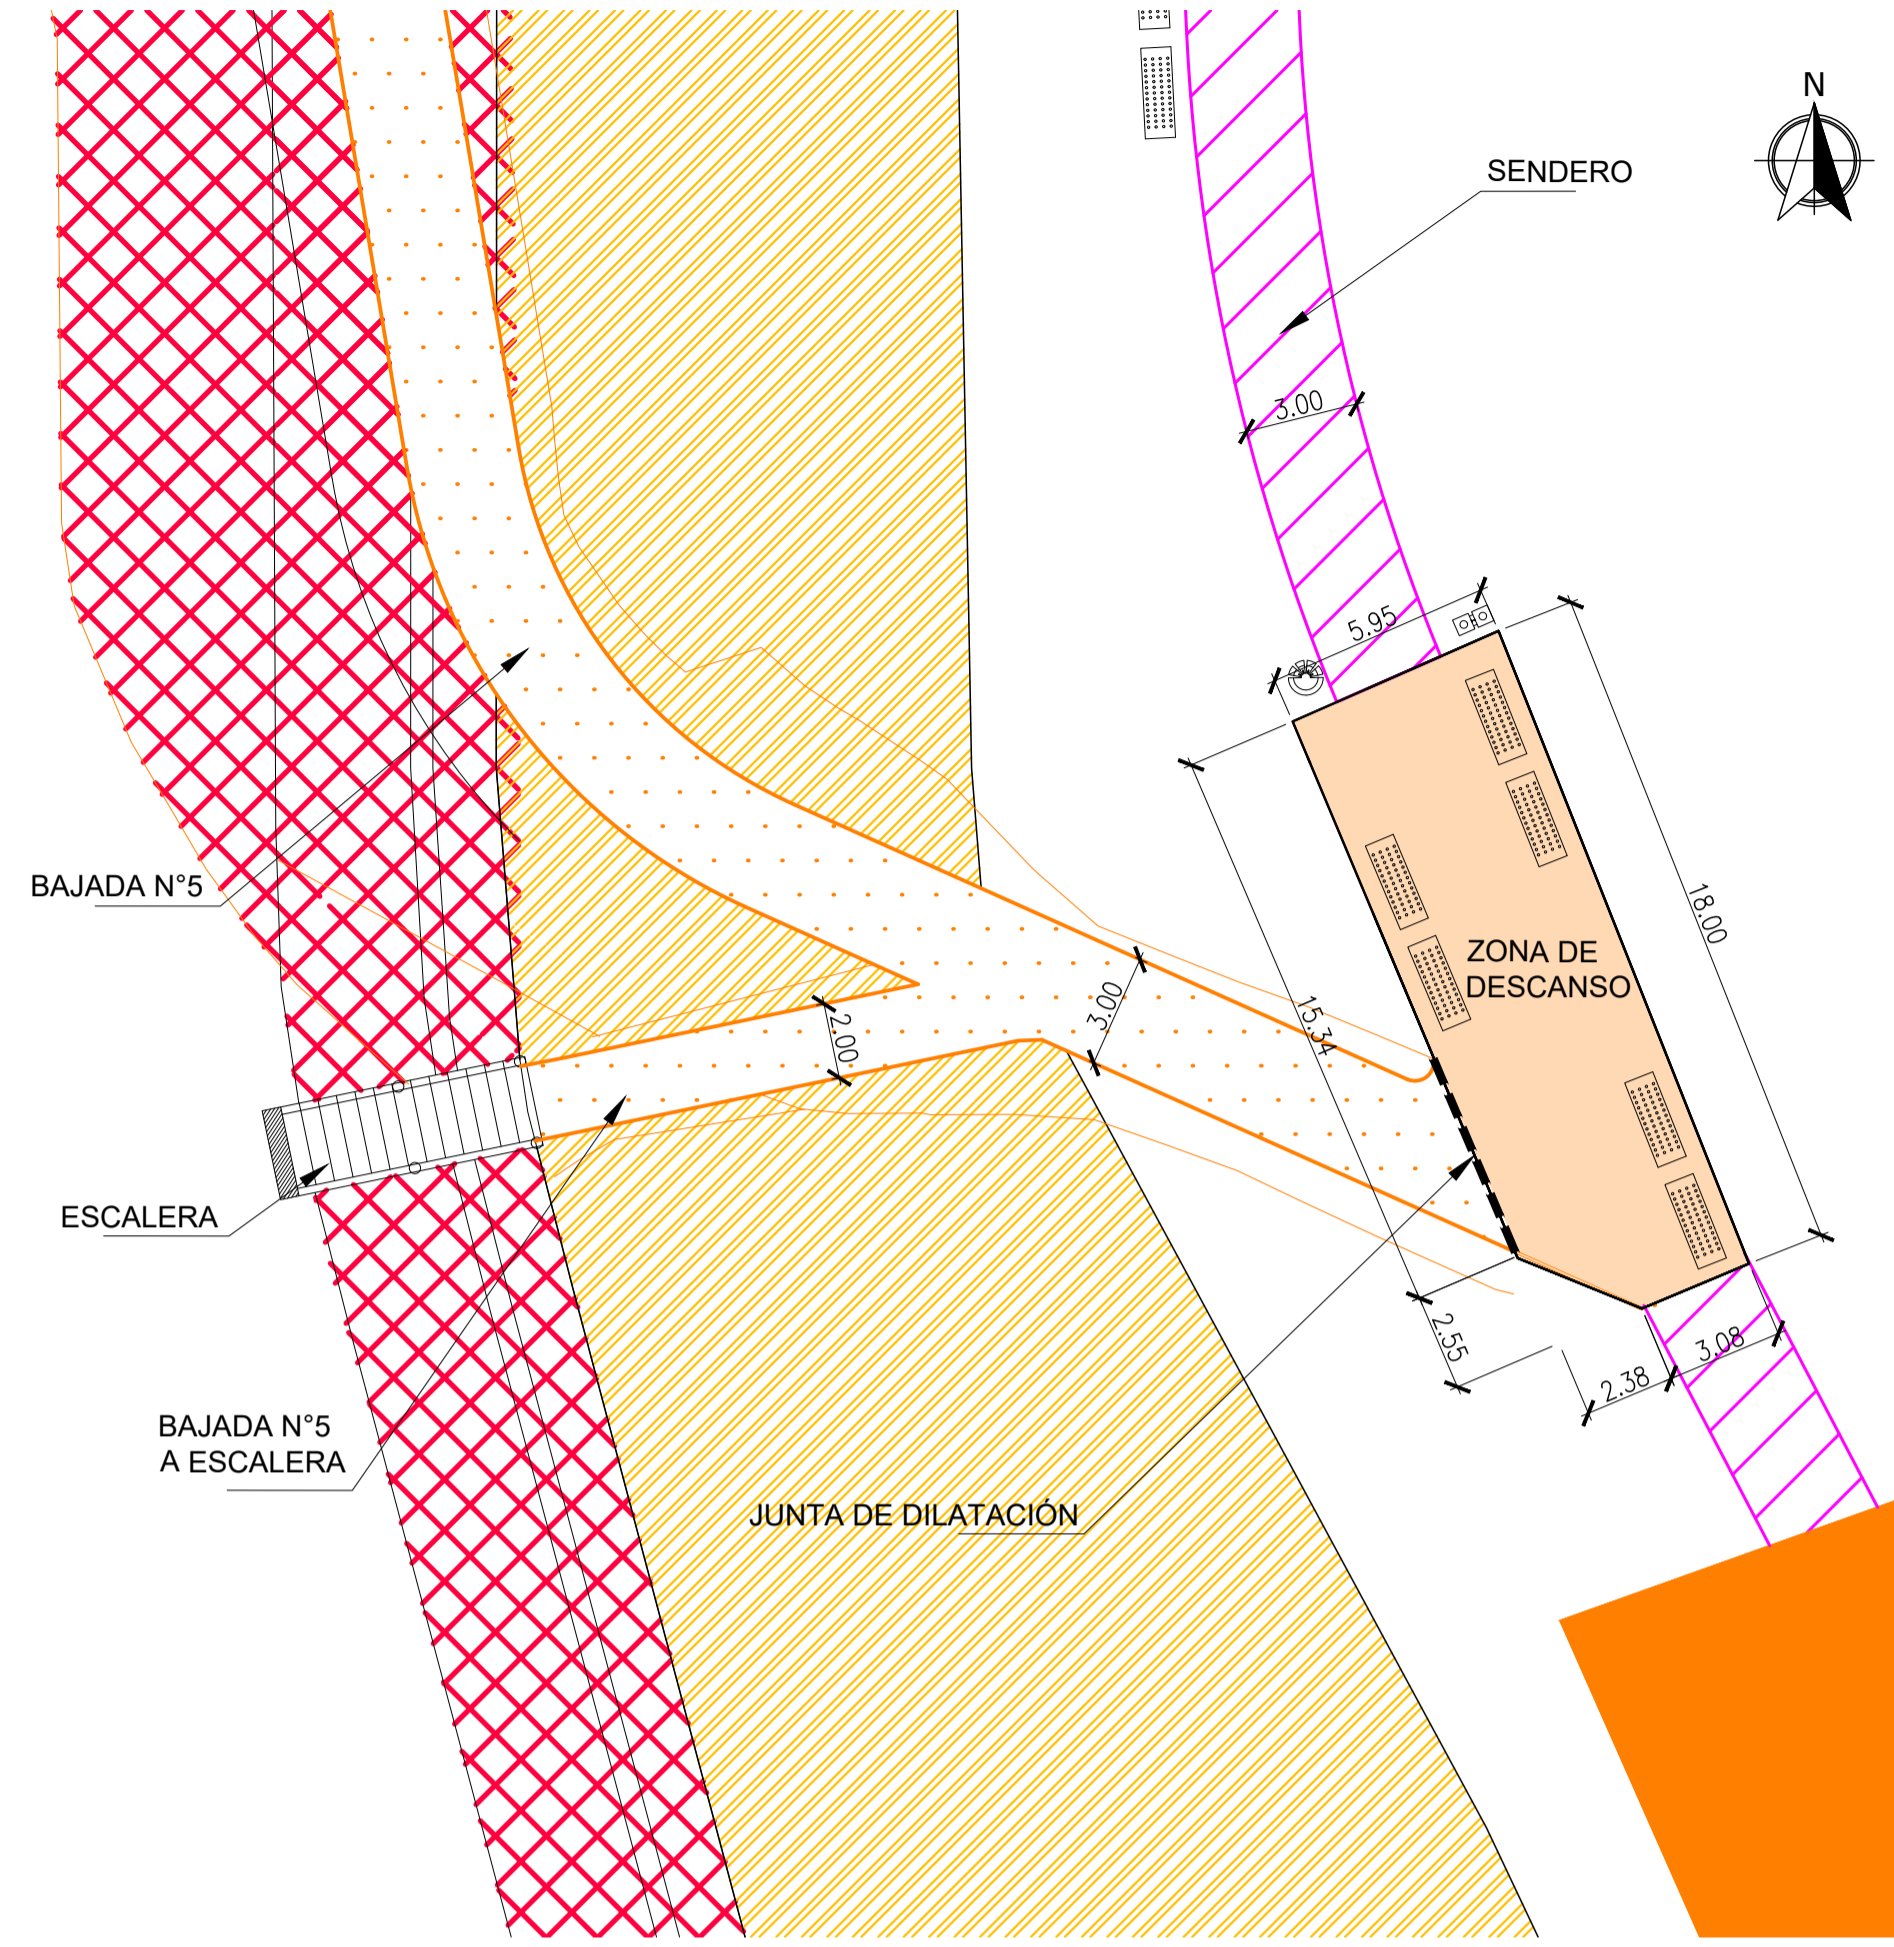 N
SENDERO
3.00
5.95
BAJADA N°5
18.00
ZONA DE
DESCANSO
3.00
15.34
2.00
ESCALERA
2.55
3.08
2.38
BAJADA N°5
A ESCALERA
JUNTA DE DILATACIÓN